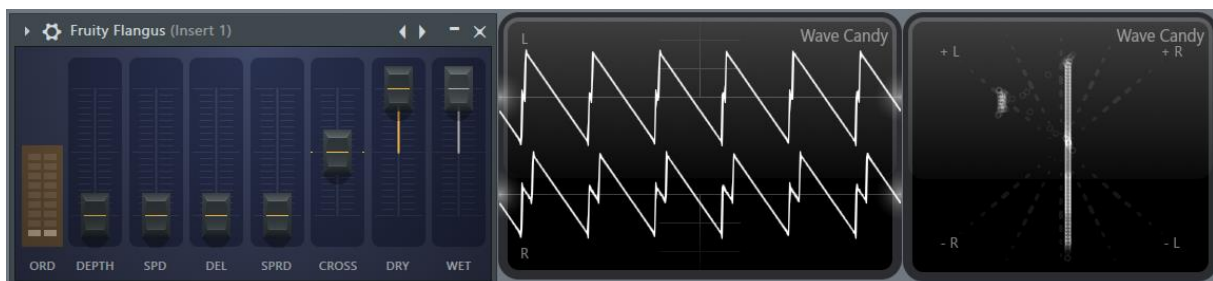 Fruity Flangus (Insert 1)
ORD DEPTH SPD DEL SPRD CROSS DRY WET
L
Wave Candy
R
Wave Candy
+ L + R
- R - L